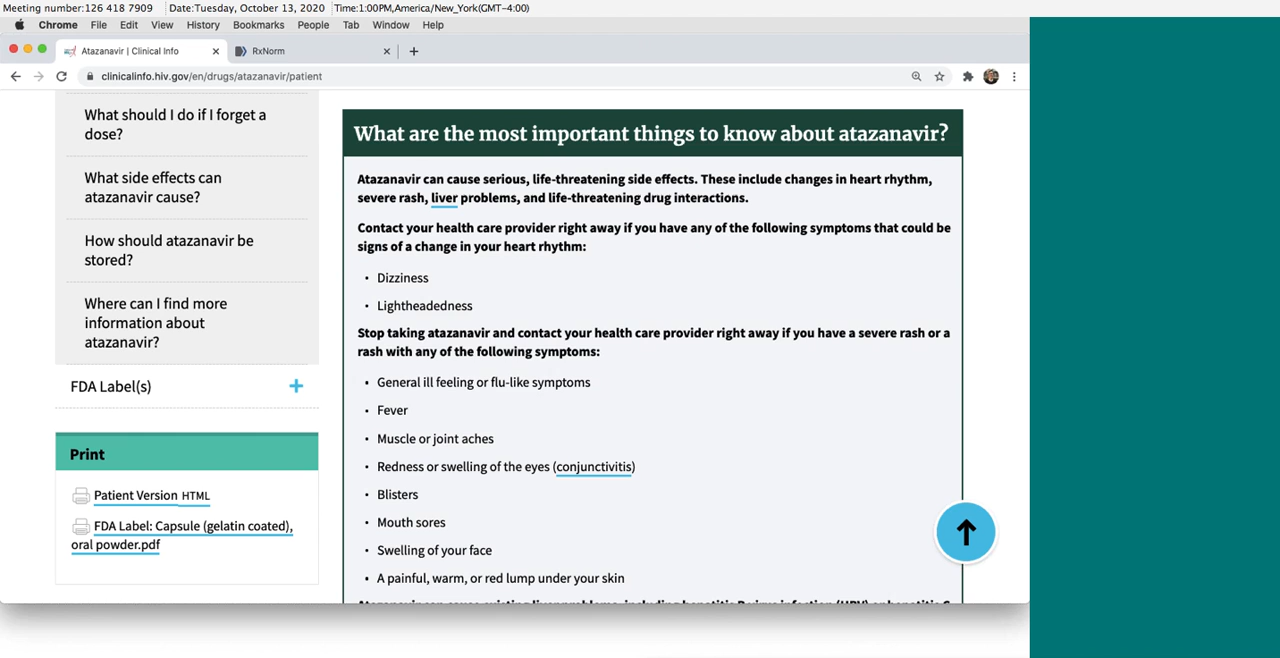 Meeting number:126 418 7909 Date:Tuesday, October 13, 2020 Time:1:00PM,America/New_York(GMT-4:00)
Chrome File Edit View History Bookmarks People Tab Window Help
Atazanavir | Clinical Info RxNorm
clinicalinfo.hiv.gov/en/drugs/atazanavir/patient
What should I do if I forget a
dose?
What side effects can
atazanavir cause?
How should atazanavir be
stored?
Where can I find more
information about
atazanavir?
FDA Label(s)
Print
Patient Version HTML
FDA Label: Capsule (gelatin coated),
oral powder.pdf
What are the most important things to know about atazanavir?
Atazanavir can cause serious, life-threatening side effects. These include changes in heart rhythm,
severe rash, liver problems, and life-threatening drug interactions.
Contact your health care provider right away if you have any of the following symptoms that could be
signs of a change in your heart rhythm:
• Dizziness
• Lightheadedness
Stop taking atazanavir and contact your health care provider right away if you have a severe rash or a
rash with any of the following symptoms:
• General ill feeling or flu-like symptoms
• Fever
• Muscle or joint aches
• Redness or swelling of the eyes (conjunctivitis)
• Blisters
• Mouth sores
• Swelling of your face
• A painful, warm, or red lump under your skin